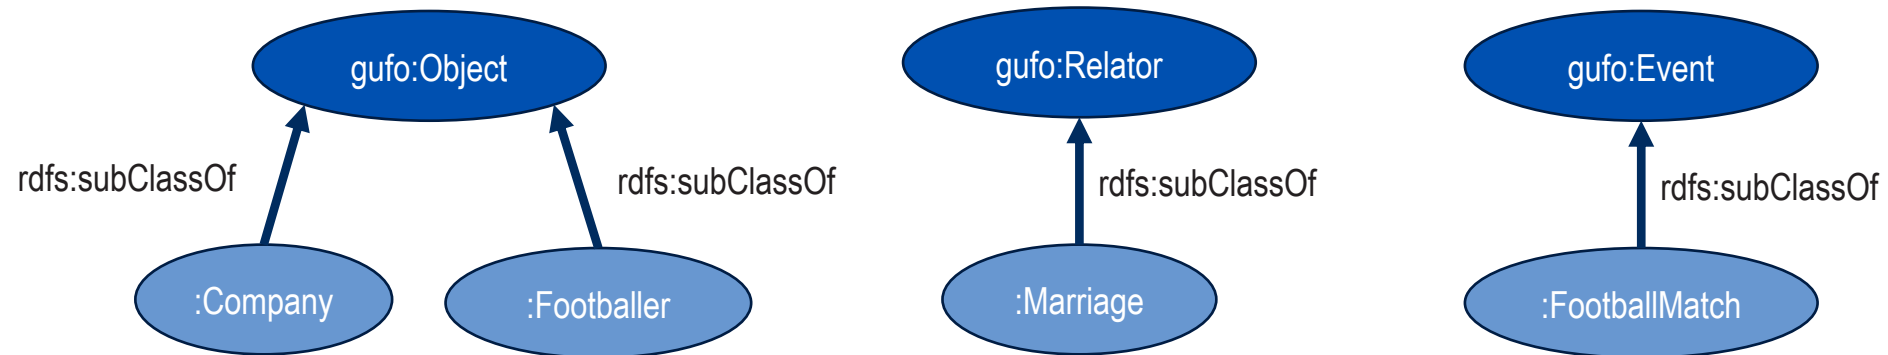 gufo:Object
gufo:Relator
gufo:Event
rdfs:subClassOf
rdfs:subClassOf
rdfs:subClassOf
rdfs:subClassOf
:Company
:Footballer
:Marriage
:FootballMatch